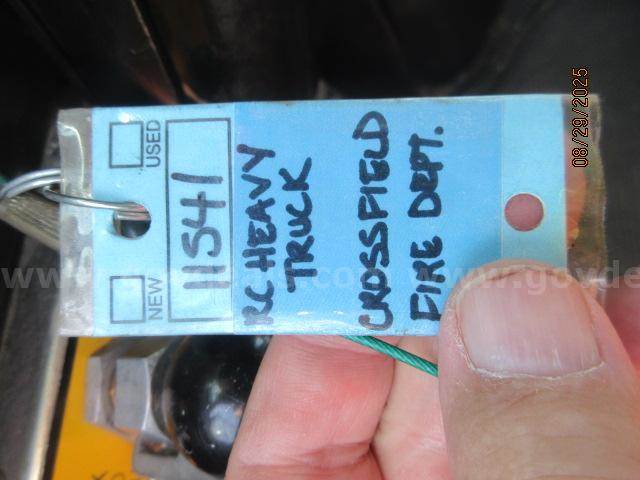 NEW USED
11541
RC HEAVY
TRUCK
CROSSFIELD
FIRE DEPT.
08/29/2025